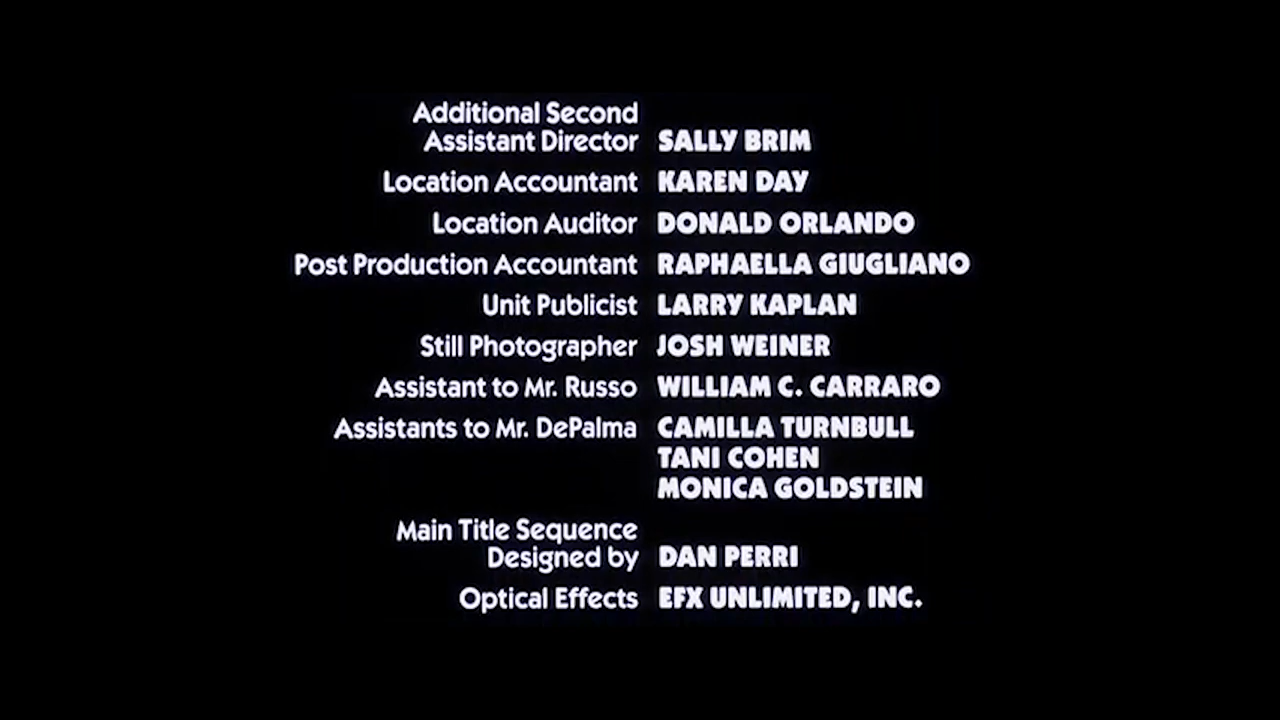 Additional Second
Assistant Director SALLY BRIM
Location Accountant KAREN DAY
Location Auditor DONALD ORLANDO
Post Production Accountant RAPHAELLA GIUGLIANO
Unit Publicist LARRY KAPLAN
Still Photographer JOSH WEINER
Assistant to Mr. Russo WILLIAM C. CARRARO
Assistants to Mr. DePalma CAMILLA TURNBULL
TANI COHEN
MONICA GOLDSTEIN
Main Title Sequence
Designed by DAN PERRI
Optical Effects EFX UNLIMITED, INC.